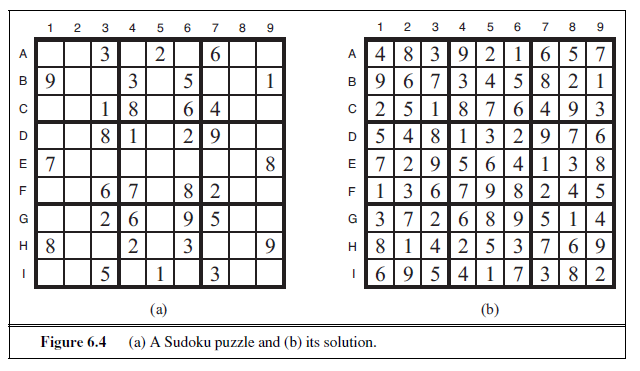 1 2 3 4 5 6 7 8 9
A 3 2 6
B 9 3 5 1
C 1 8 6 4
D 8 1 2 9
E 7 8
F 6 7 8 2
G 2 6 9 5
H 8 2 3 9
I 5 1 3
(a)
1 2 3 4 5 6 7 8 9
A 4 8 3 9 2 1 6 5 7
B 9 6 7 3 4 5 8 2 1
C 2 5 1 8 7 6 4 9 3
D 5 4 8 1 3 2 9 7 6
E 7 2 9 5 6 4 1 3 8
F 1 3 6 7 9 8 2 4 5
G 3 7 2 6 8 9 5 1 4
H 8 1 4 2 5 3 7 6 9
I 6 9 5 4 1 7 3 8 2
(b)
Figure 6.4 (a) A Sudoku puzzle and (b) its solution.